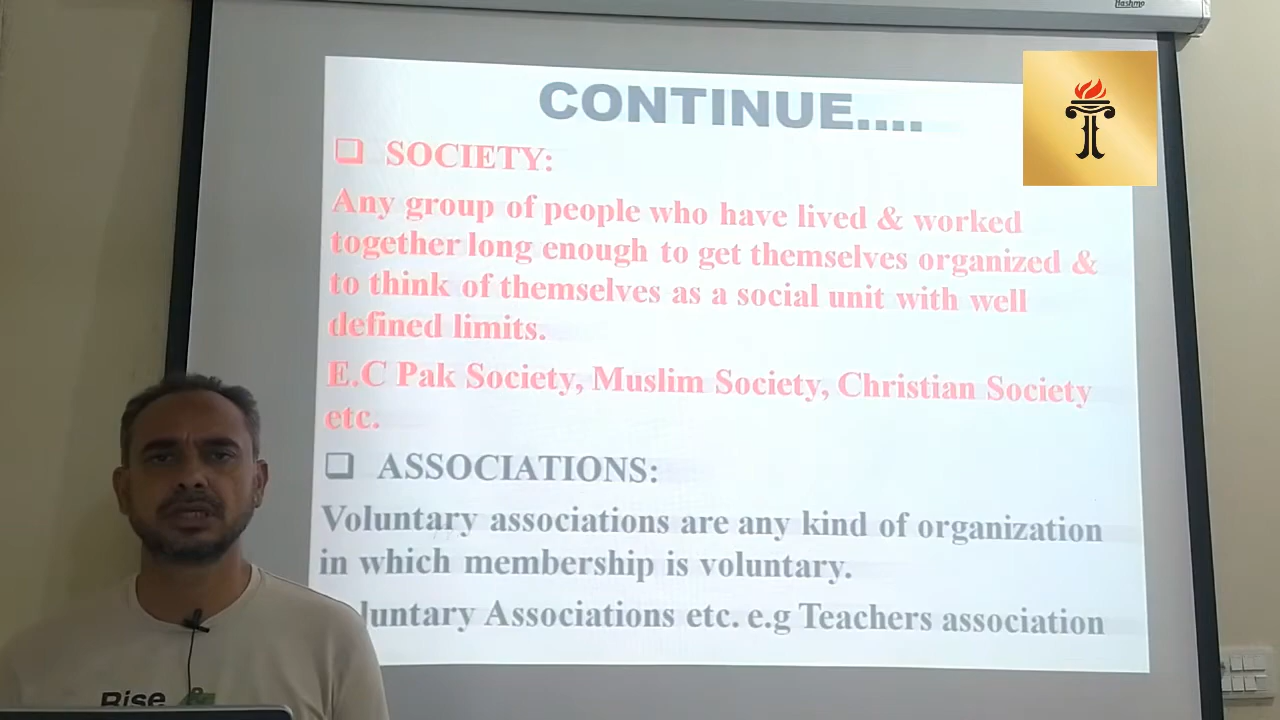 Hashmo
CONTINUE....
❑ SOCIETY:
Any group of people who have lived & worked
together long enough to get themselves organized &
to think of themselves as a social unit with well
defined limits.
E.C Pak Society, Muslim Society, Christian Society
etc.
❑ ASSOCIATIONS:
Voluntary associations are any kind of organization
in which membership is voluntary.
luntary Associations etc. e.g Teachers association
Rise